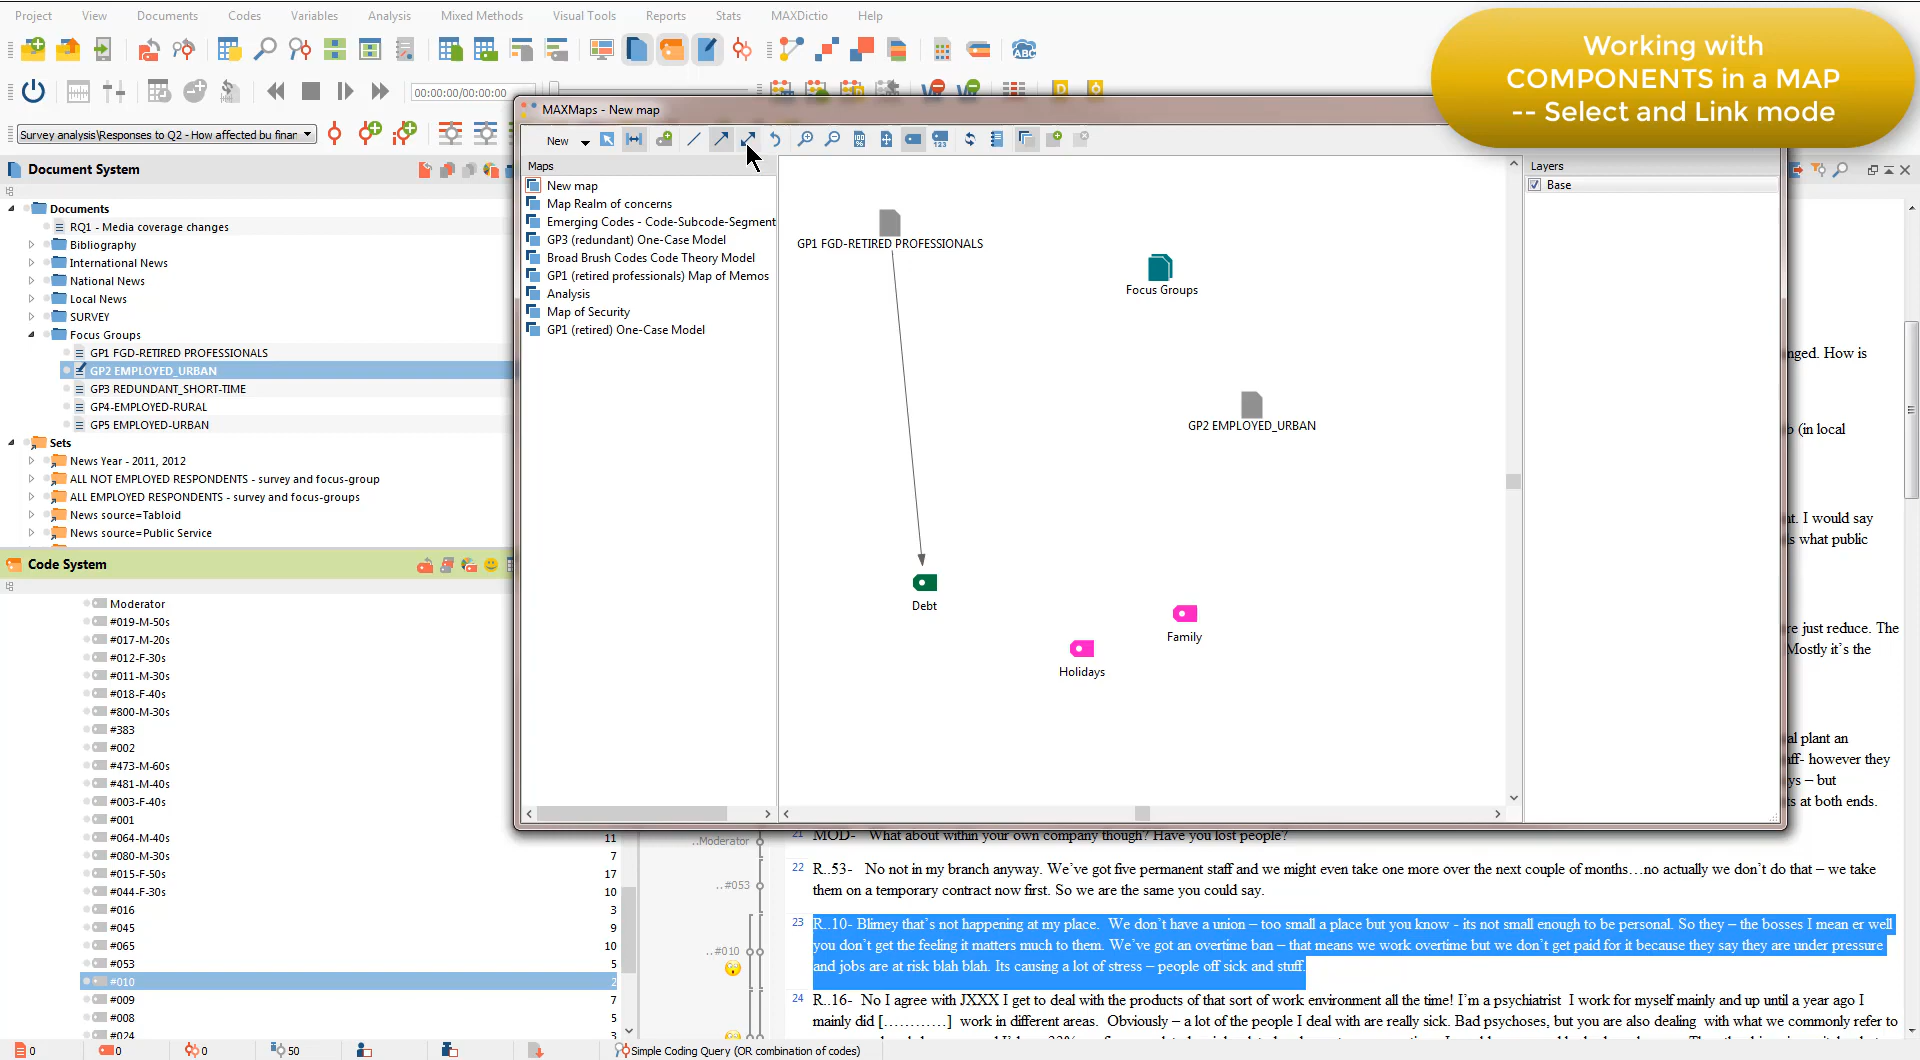 Project View Documents Codes Variables Analysis Mixed Methods Visual Tools Reports Stats MAXDictio Help
Working with
COMPONENTS in a MAP
-- Select and Link mode
00:00:00/00:00:00
Survey analysis\Responses to Q2 - How affected bu finar
MAXMaps - New map
New
Maps
New map
Map Realm of concerns
Emerging Codes - Code-Subcode-Segment
GP3 (redundant) One-Case Model
Broad Brush Codes Code Theory Model
GP1 (retired professionals) Map of Memos
Analysis
Map of Security
GP1 (retired) One-Case Model
GP1 FGD-RETIRED PROFESSIONALS
Focus Groups
GP2 EMPLOYED_URBAN
Debt
Family
Holidays
Layers
Base
Document System
Documents
RQ1 - Media coverage changes
Bibliography
International News
National News
Local News
SURVEY
Focus Groups
GP1 FGD-RETIRED PROFESSIONALS
GP2 EMPLOYED_URBAN
GP3 REDUNDANT_SHORT-TIME
GP4-EMPLOYED-RURAL
GP5 EMPLOYED-URBAN
Sets
News Year - 2011, 2012
ALL NOT EMPLOYED RESPONDENTS - survey and focus-group
ALL EMPLOYED RESPONDENTS - survey and focus-groups
News source=Tabloid
News source=Public Service
Code System
Moderator
#019-M-50s
#017-M-20s
#012-F-30s
#011-M-30s
#018-F-40s
#800-M-30s
#383
#002
#473-M-60s
#481-M-40s
#003-F-40s
#001
#064-M-40s 11
#080-M-30s 7
#015-F-50s 17
#044-F-30s 10
#016 3
#045 9
#065 10
#053 5
#010 2
#009 7
#008 5
#024 3
nged. How is
o (in local
nt. I would say
s what public
re just reduce. The
Mostly it's the
al plant an
ff- however they
ys – but
s at both ends.
..Moderator
..#053
..#010
21 MOD- What about within your own company though? Have you lost people?
22 R..53- No not in my branch anyway. We've got five permanent staff and we might even take one more over the next couple of months…no actually we don't do that – we take
them on a temporary contract now first. So we are the same you could say.
23 R..10- Blimey that's not happening at my place. We don't have a union – too small a place but you know - its not small enough to be personal. So they – the bosses I mean er well
you don't get the feeling it matters much to them. We've got an overtime ban – that means we work overtime but we don't get paid for it because they say they are under pressure
and jobs are at risk blah blah. Its causing a lot of stress – people off sick and stuff.
24 R..16- No I agree with JXXX I get to deal with the products of that sort of work environment all the time! I'm a psychiatrist I work for myself mainly and up until a year ago I
mainly did […………] work in different areas. Obviously – a lot of the people I deal with are really sick. Bad psychoses, but you are also dealing with what we commonly refer to
0 0 0 50 Simple Coding Query (OR combination of codes)